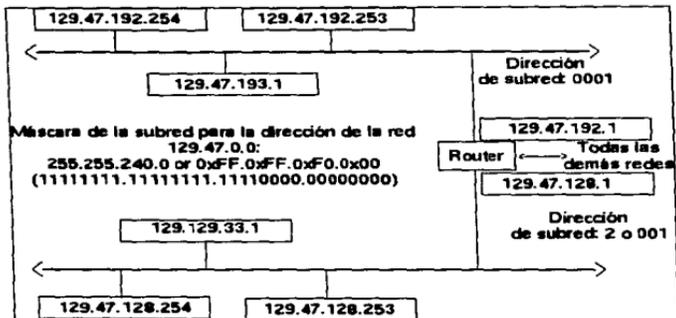 129.47.192.254
129.47.192.253
129.47.193.1
Dirección
de subred: 0001
Máscara de la subred para la dirección de la red
129.47.0.0:
255.255.240.0 or 0xFF.0xFF.0xF0.0x00
(11111111.11111111.11110000.00000000)
129.47.192.1
Router
Todas las
demás redes
129.47.128.1
129.129.33.1
Dirección
de subred: 2 o 001
129.47.128.254
129.47.128.253